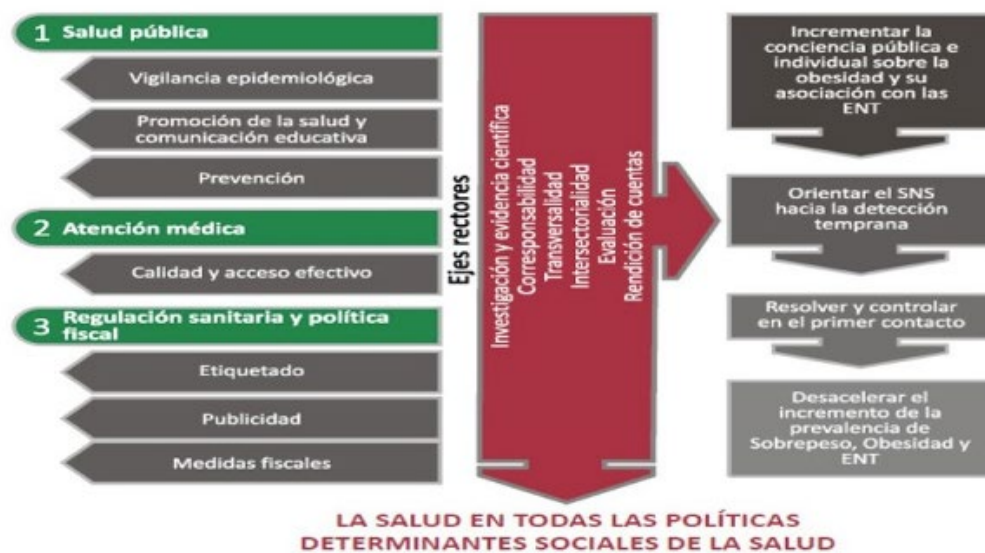 1 Salud pública
Vigilancia epidemiológica
Promoción de la salud y
comunicación educativa
Prevención
2 Atención médica
Calidad y acceso efectivo
3 Regulación sanitaria y política
fiscal
Etiquetado
Publicidad
Medidas fiscales
Ejes rectores
Investigación y evidencia científica
Corresponsabilidad
Transversalidad
Intersectorialidad
Evaluación
Rendición de cuentas
Incrementar la
conciencia pública e
individual sobre la
obesidad y su
asociación con las
ENT
Orientar el SNS
hacia la detección
temprana
Resolver y controlar
en el primer contacto
Desacelerar el
incremento de la
prevalencia de
Sobrepeso, Obesidad y
ENT
LA SALUD EN TODAS LAS POLÍTICAS
DETERMINANTES SOCIALES DE LA SALUD